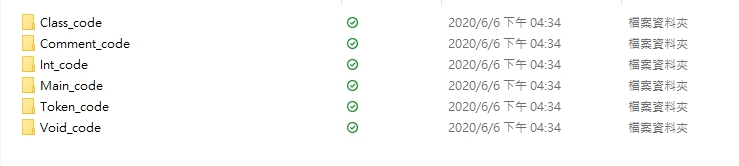 Class_code 2020/6/6 下午 04:34 檔案資料夾
Comment_code 2020/6/6 下午 04:34 檔案資料夾
Int_code 2020/6/6 下午 04:34 檔案資料夾
Main_code 2020/6/6 下午 04:34 檔案資料夾
Token_code 2020/6/6 下午 04:34 檔案資料夾
Void_code 2020/6/6 下午 04:34 檔案資料夾